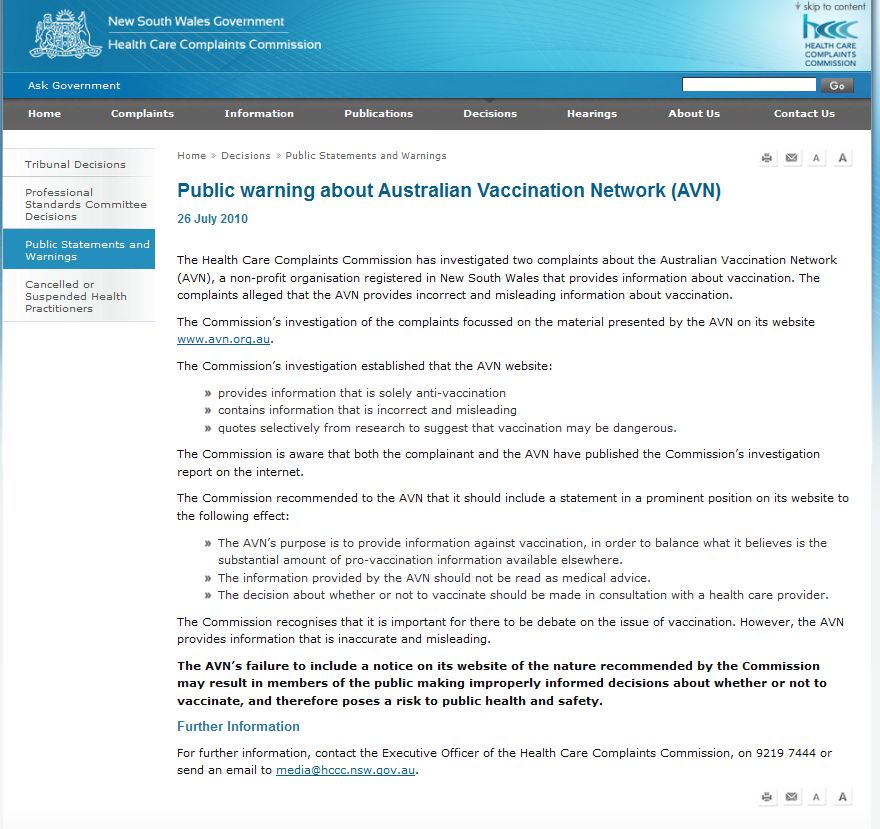 skip to content
New South Wales Government
Health Care Complaints Commission
hccc
HEALTH CARE
COMPLAINTS
COMMISSION
Ask Government
Go
Home
Complaints
Information
Publications
Decisions
Hearings
About Us
Contact Us
Tribunal Decisions
Professional
Standards Committee
Decisions
Public Statements and
Warnings
Cancelled or
Suspended Health
Practitioners
Home » Decisions » Public Statements and Warnings
A A
Public warning about Australian Vaccination Network (AVN)
26 July 2010
The Health Care Complaints Commission has investigated two complaints about the Australian Vaccination Network
(AVN), a non-profit organisation registered in New South Wales that provides information about vaccination. The
complaints alleged that the AVN provides incorrect and misleading information about vaccination.
The Commission’s investigation of the complaints focussed on the material presented by the AVN on its website
www.avn.org.au.
The Commission’s investigation established that the AVN website:
» provides information that is solely anti-vaccination
» contains information that is incorrect and misleading
» quotes selectively from research to suggest that vaccination may be dangerous.
The Commission is aware that both the complainant and the AVN have published the Commission’s investigation
report on the internet.
The Commission recommended to the AVN that it should include a statement in a prominent position on its website to
the following effect:
» The AVN’s purpose is to provide information against vaccination, in order to balance what it believes is the
substantial amount of pro-vaccination information available elsewhere.
» The information provided by the AVN should not be read as medical advice.
» The decision about whether or not to vaccinate should be made in consultation with a health care provider.
The Commission recognises that it is important for there to be debate on the issue of vaccination. However, the AVN
provides information that is inaccurate and misleading.
The AVN’s failure to include a notice on its website of the nature recommended by the Commission
may result in members of the public making improperly informed decisions about whether or not to
vaccinate, and therefore poses a risk to public health and safety.
Further Information
For further information, contact the Executive Officer of the Health Care Complaints Commission, on 9219 7444 or
send an email to media@hccc.nsw.gov.au.
A A